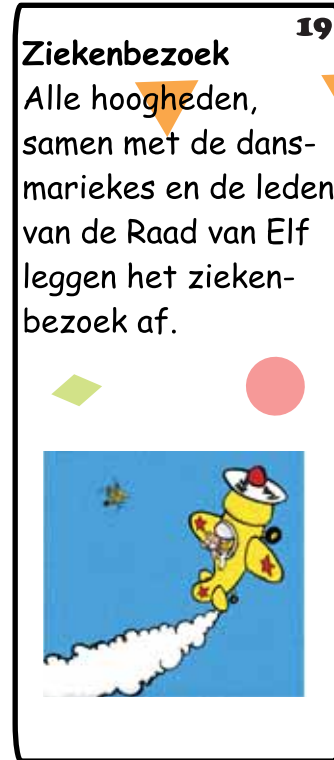 19
Ziekenbezoek
Alle hoogheden,
samen met de dans-
mariekes en de leden
van de Raad van Elf
leggen het zieken-
bezoek af.